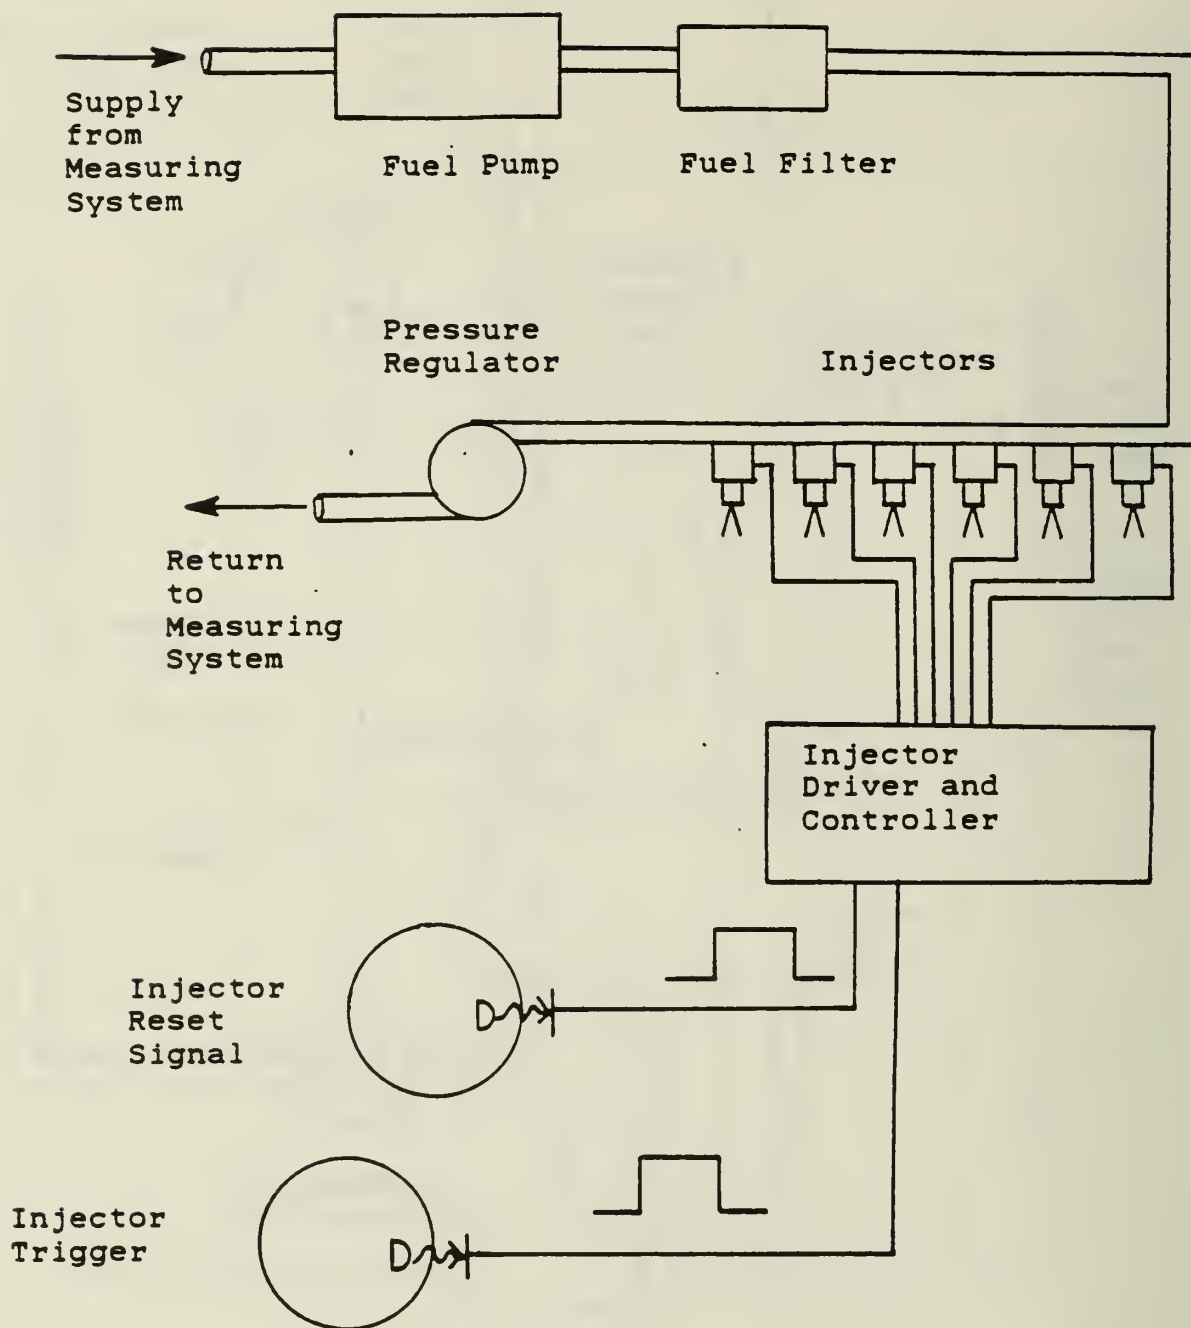 Supply
from
Measuring
System
Fuel Pump
Fuel Filter
Pressure
Regulator
Injectors
Return
to
Measuring
System
Injector
Driver and
Controller
Injector
Reset
Signal
Injector
Trigger